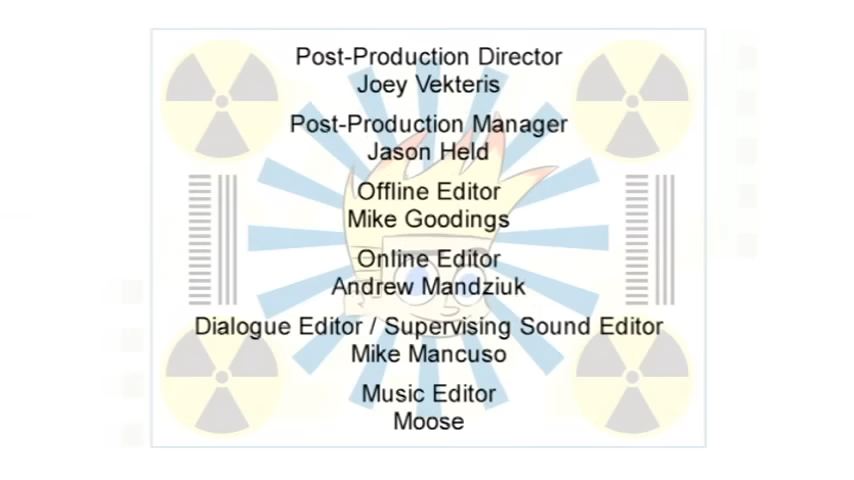 Post-Production Director
Joey Vekteris
Post-Production Manager
Jason Held
Offline Editor
Mike Goodings
Online Editor
Andrew Mandziuk
Dialogue Editor / Supervising Sound Editor
Mike Mancuso
Music Editor
Moose